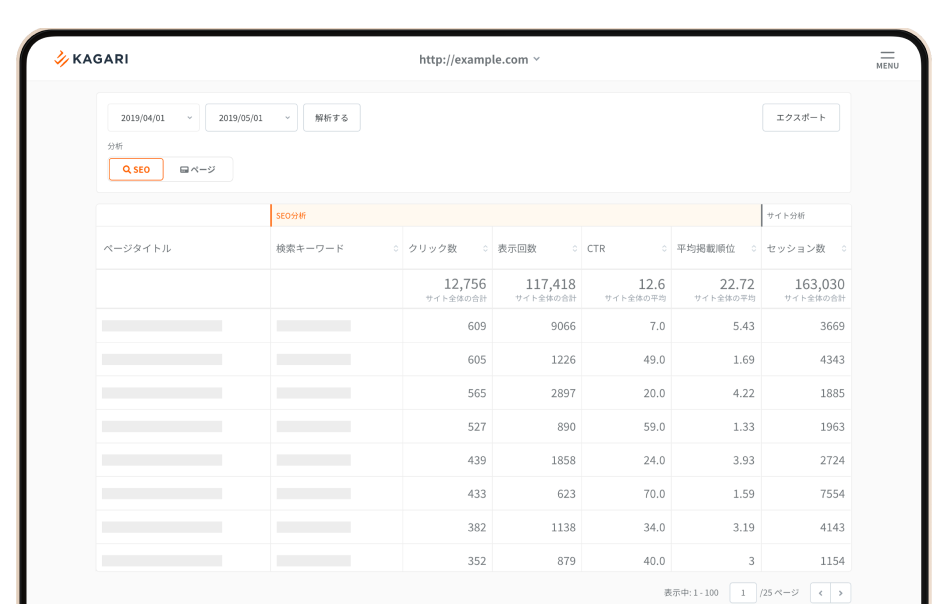 KAGARI
http://example.com
MENU
2019/04/01 2019/05/01 解析する エクスポート
分析
SEO ページ
SEO分析 サイト分析
ページタイトル 検索キーワード クリック数 表示回数 CTR 平均掲載順位 セッション数
12,756 117,418 12.6 22.72 163,030
サイト全体の合計 サイト全体の合計 サイト全体の平均 サイト全体の平均 サイト全体の合計
609 9066 7.0 5.43 3669
605 1226 49.0 1.69 4343
565 2897 20.0 4.22 1885
527 890 59.0 1.33 1963
439 1858 24.0 3.93 2724
433 623 70.0 1.59 7554
382 1138 34.0 3.19 4143
352 879 40.0 3 1154
表示中: 1 - 100 1 /25 ページ